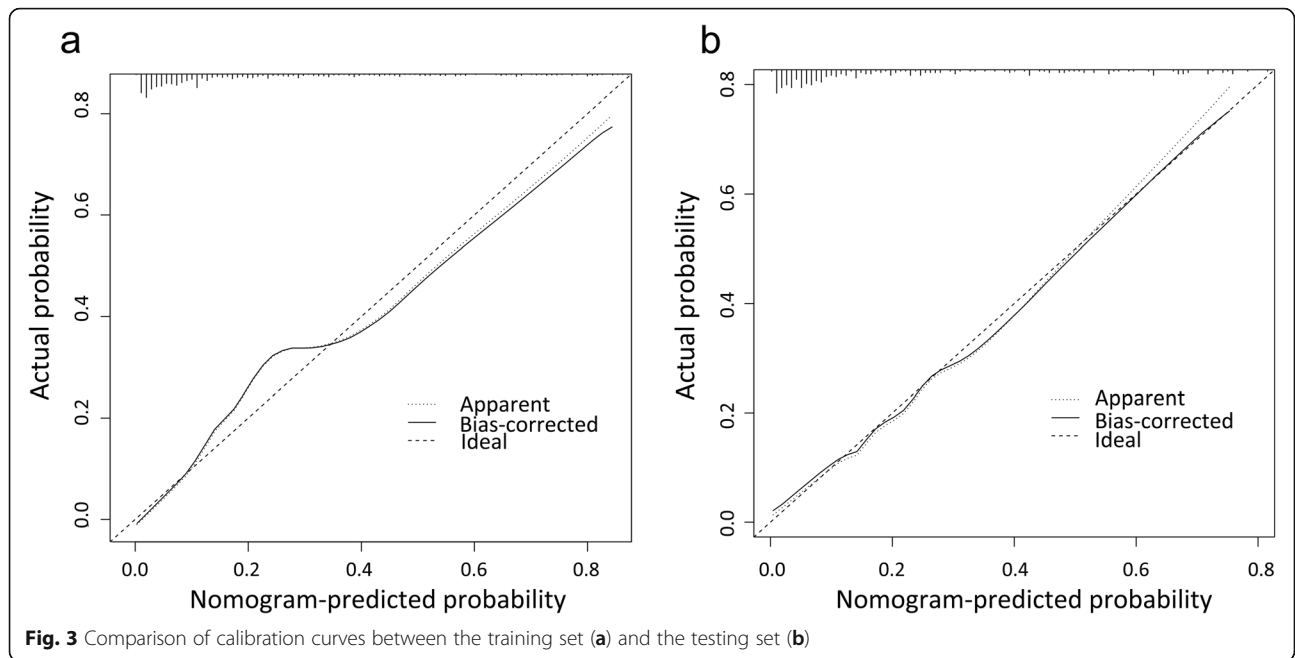 a
0.8
0.6
0.4
0.2
0.0
Actual probability
Apparent
Bias-corrected
Ideal
0.0 0.2 0.4 0.6 0.8
Nomogram-predicted probability
b
0.8
0.6
0.4
0.2
0.0
Actual probability
Apparent
Bias-corrected
Ideal
0.0 0.2 0.4 0.6 0.8
Nomogram-predicted probability
Fig. 3 Comparison of calibration curves between the training set (a) and the testing set (b)